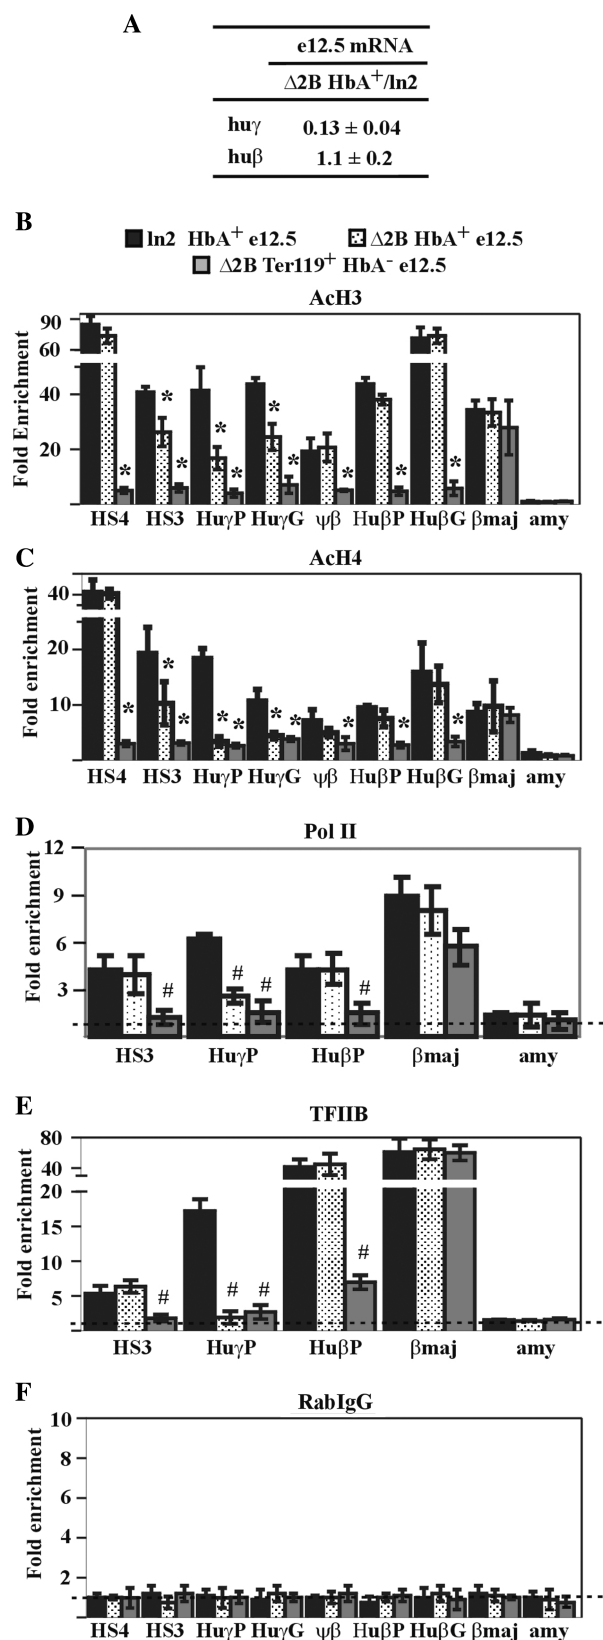 A
e12.5 mRNA
Δ2B HbA+/ln2
huγ 0.13 ± 0.04
huβ 1.1 ± 0.2
B
ln2 HbA+ e12.5 Δ2B HbA+ e12.5
Δ2B Ter119+ HbA- e12.5
AcH3
Fold Enrichment
90
60
40
20
* * * * * * * * * *
HS4 HS3 HuγP HuγG ψβ HuβP HuβG βmaj amy
C
AcH4
Fold enrichment
40
20
10
* * * * * * * * * *
HS4 HS3 HuγP HuγG ψβ HuβP HuβG βmaj amy
D
Pol II
Fold enrichment
12
9
6
3
# # # #
HS3 HuγP HuβP βmaj amy
E
TFIIB
Fold enrichment
80
40
20
15
10
5
# # # #
HS3 HuγP HuβP βmaj amy
F
RabIgG
Fold enrichment
10
8
6
4
2
HS4 HS3 HuγP HuγG ψβ HuβP HuβG βmaj amy